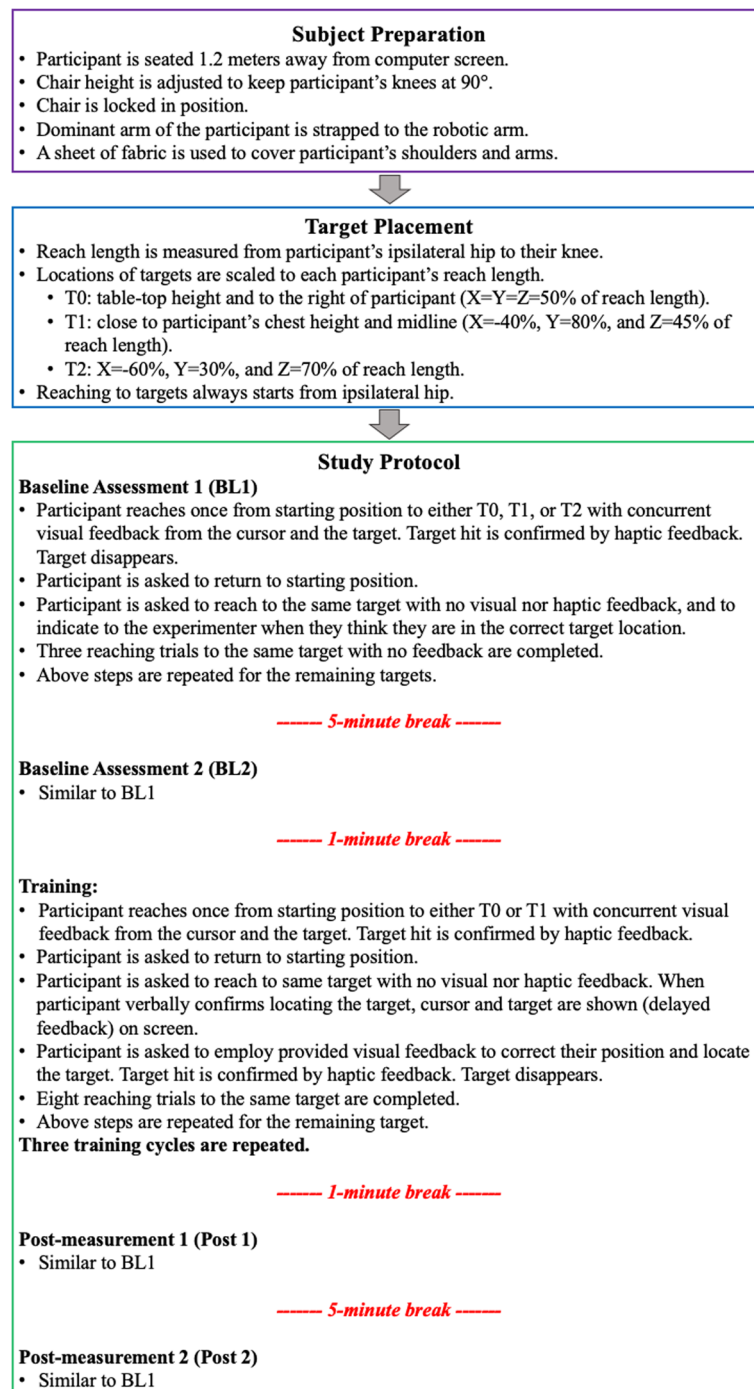 Subject Preparation
• Participant is seated 1.2 meters away from computer screen.
• Chair height is adjusted to keep participant's knees at 90°.
• Chair is locked in position.
• Dominant arm of the participant is strapped to the robotic arm.
• A sheet of fabric is used to cover participant's shoulders and arms.
Target Placement
• Reach length is measured from participant's ipsilateral hip to their knee.
• Locations of targets are scaled to each participant's reach length.
• T0: table-top height and to the right of participant (X=Y=Z=50% of reach length).
• T1: close to participant's chest height and midline (X=-40%, Y=80%, and Z=45% of
reach length).
• T2: X=-60%, Y=30%, and Z=70% of reach length.
• Reaching to targets always starts from ipsilateral hip.
Study Protocol
Baseline Assessment 1 (BL1)
• Participant reaches once from starting position to either T0, T1, or T2 with concurrent
visual feedback from the cursor and the target. Target hit is confirmed by haptic feedback.
Target disappears.
• Participant is asked to return to starting position.
• Participant is asked to reach to the same target with no visual nor haptic feedback, and to
indicate to the experimenter when they think they are in the correct target location.
• Three reaching trials to the same target with no feedback are completed.
• Above steps are repeated for the remaining targets.
------- 5-minute break -------
Baseline Assessment 2 (BL2)
• Similar to BL1
------- 1-minute break -------
Training:
• Participant reaches once from starting position to either T0 or T1 with concurrent visual
feedback from the cursor and the target. Target hit is confirmed by haptic feedback.
• Participant is asked to return to starting position.
• Participant is asked to reach to same target with no visual nor haptic feedback. When
participant verbally confirms locating the target, cursor and target are shown (delayed
feedback) on screen.
• Participant is asked to employ provided visual feedback to correct their position and locate
the target. Target hit is confirmed by haptic feedback. Target disappears.
• Eight reaching trials to the same target are completed.
• Above steps are repeated for the remaining target.
Three training cycles are repeated.
------- 1-minute break -------
Post-measurement 1 (Post 1)
• Similar to BL1
------- 5-minute break -------
Post-measurement 2 (Post 2)
• Similar to BL1